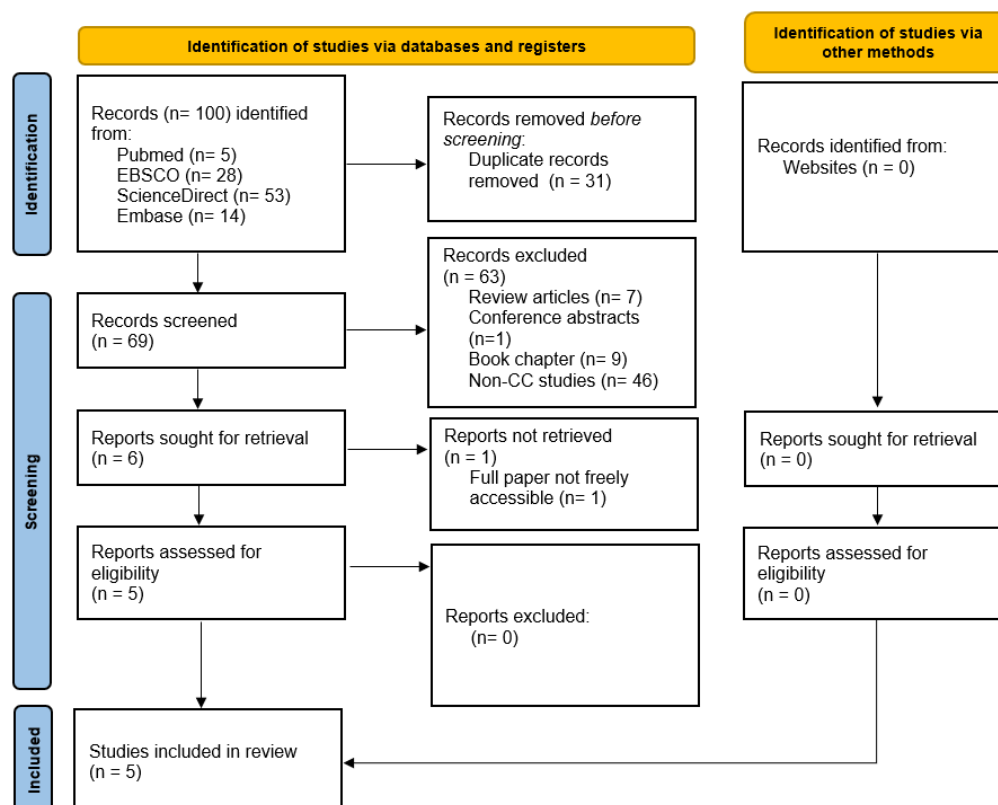 Identification of studies via databases and registers
Identification of studies via
other methods
Identification
Records (n= 100) identified
from:
Pubmed (n= 5)
EBSCO (n= 28)
ScienceDirect (n= 53)
Embase (n= 14)
Records removed before
screening:
Duplicate records
removed (n = 31)
Records identified from:
Websites (n = 0)
Screening
Records screened
(n = 69)
Records excluded
(n = 63)
Review articles (n= 7)
Conference abstracts
(n=1)
Book chapter (n= 9)
Non-CC studies (n= 46)
Reports sought for retrieval
(n = 6)
Reports not retrieved
(n = 1)
Full paper not freely
accessible (n= 1)
Reports sought for retrieval
(n = 0)
Reports assessed for
eligibility
(n = 5)
Reports excluded:
(n= 0)
Reports assessed for
eligibility
(n = 0)
Included
Studies included in review
(n = 5)